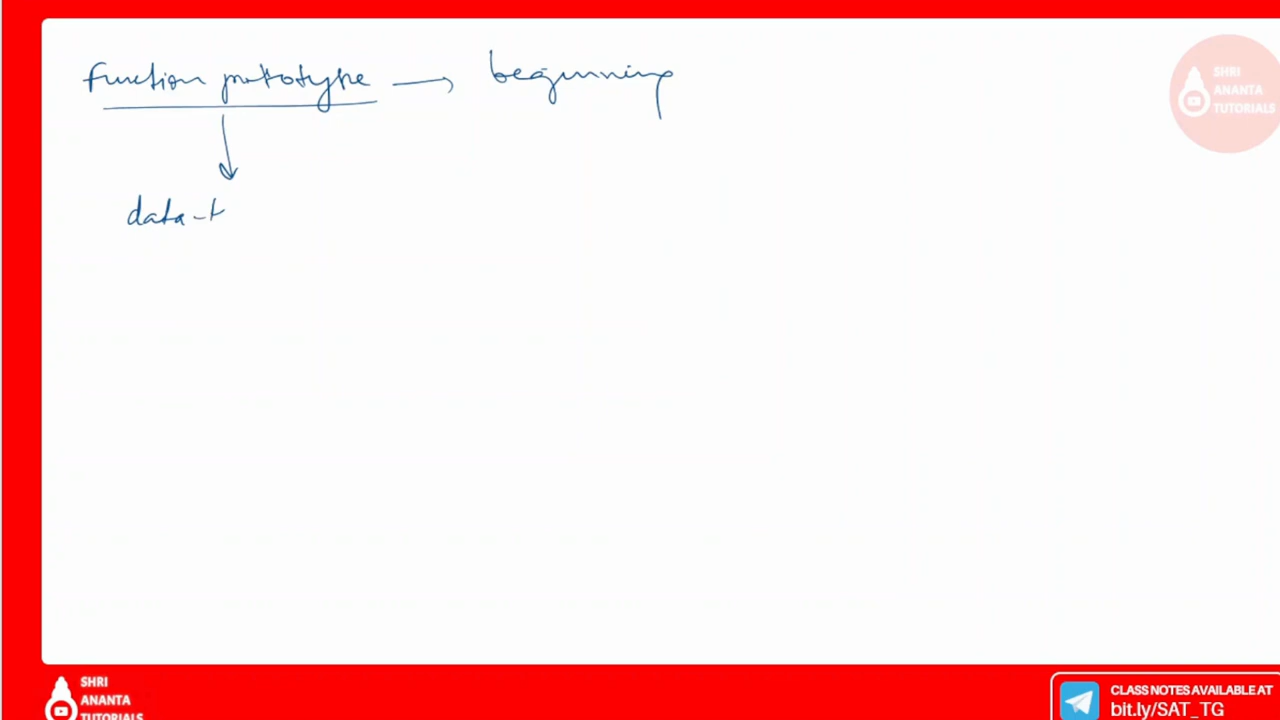 function prototype → beginning
data-t
SHRI
ANANTA
TUTORIALS
SHRI
ANANTA
TUTORIALS
CLASS NOTES AVAILABLE AT
bit.ly/SAT_TG